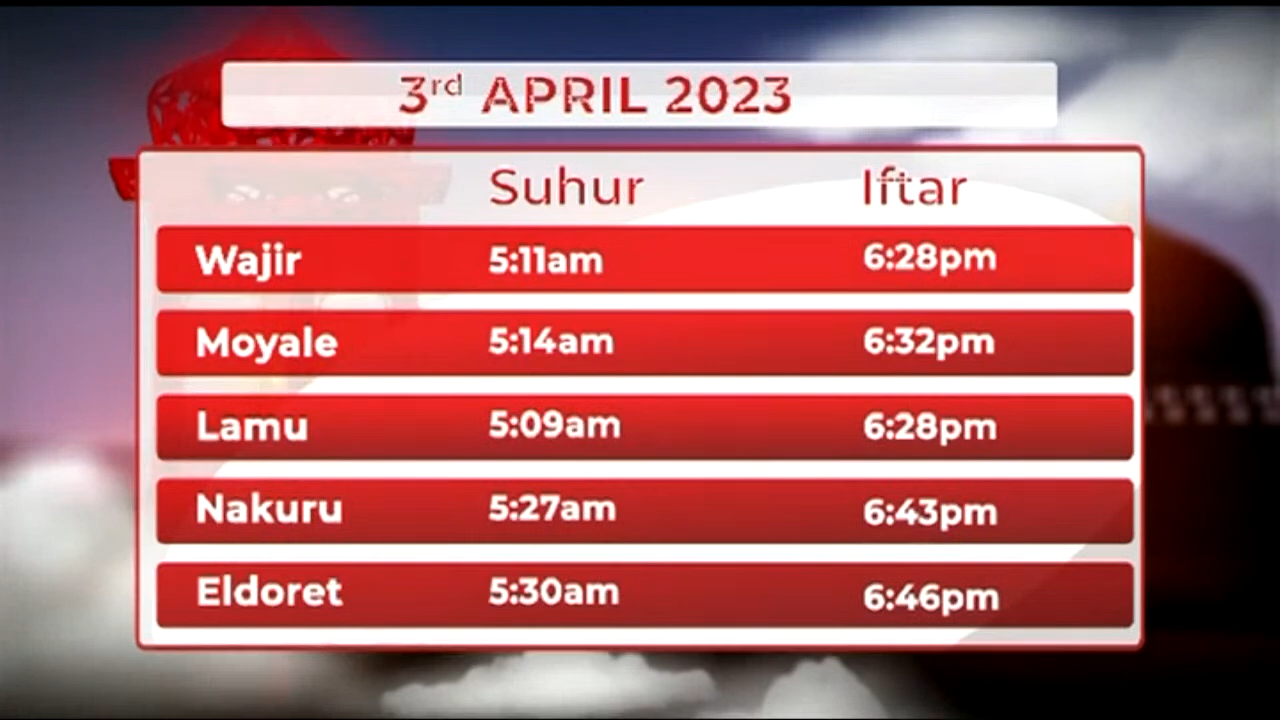 3rd APRIL 2023
Suhur Iftar
Wajir 5:11am 6:28pm
Moyale 5:14am 6:32pm
Lamu 5:09am 6:28pm
Nakuru 5:27am 6:43pm
Eldoret 5:30am 6:46pm